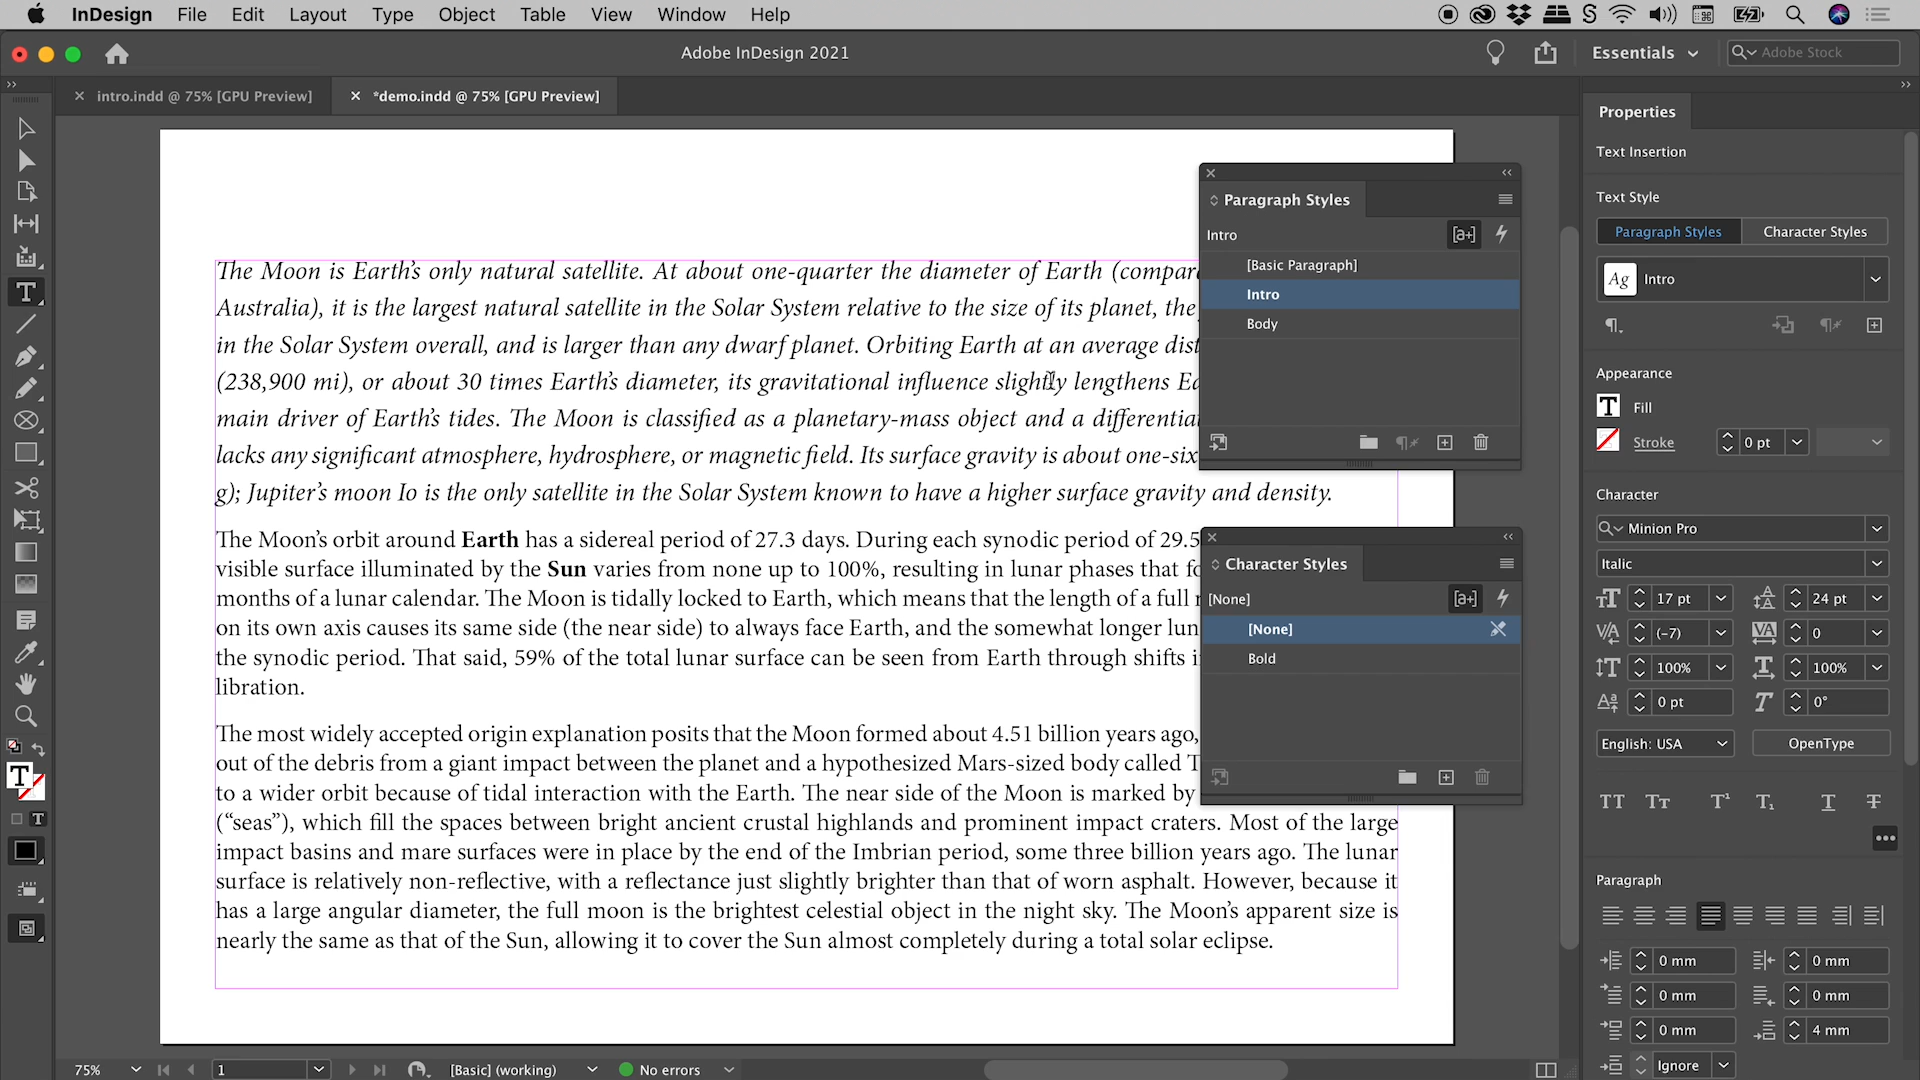 InDesign File Edit Layout Type Object Table View Window Help
Adobe InDesign 2021
Essentials
Adobe Stock
intro.indd @ 75% [GPU Preview]
*demo.indd @ 75% [GPU Preview]
The Moon is Earth's only natural satellite. At about one-quarter the diameter of Earth (compar
Australia), it is the largest natural satellite in the Solar System relative to the size of its planet, the
in the Solar System overall, and is larger than any dwarf planet. Orbiting Earth at an average dist
(238,900 mi), or about 30 times Earth's diameter, its gravitational influence slightly lengthens Ea
main driver of Earth's tides. The Moon is classified as a planetary-mass object and a differentia
lacks any significant atmosphere, hydrosphere, or magnetic field. Its surface gravity is about one-six
g); Jupiter's moon Io is the only satellite in the Solar System known to have a higher surface gravity and density.
The Moon's orbit around Earth has a sidereal period of 27.3 days. During each synodic period of 29.5
visible surface illuminated by the Sun varies from none up to 100%, resulting in lunar phases that fo
months of a lunar calendar. The Moon is tidally locked to Earth, which means that the length of a full r
on its own axis causes its same side (the near side) to always face Earth, and the somewhat longer lun
the synodic period. That said, 59% of the total lunar surface can be seen from Earth through shifts i
libration.
The most widely accepted origin explanation posits that the Moon formed about 4.51 billion years ago,
out of the debris from a giant impact between the planet and a hypothesized Mars-sized body called T
to a wider orbit because of tidal interaction with the Earth. The near side of the Moon is marked by
(“seas”), which fill the spaces between bright ancient crustal highlands and prominent impact craters. Most of the large
impact basins and mare surfaces were in place by the end of the Imbrian period, some three billion years ago. The lunar
surface is relatively non-reflective, with a reflectance just slightly brighter than that of worn asphalt. However, because it
has a large angular diameter, the full moon is the brightest celestial object in the night sky. The Moon's apparent size is
nearly the same as that of the Sun, allowing it to cover the Sun almost completely during a total solar eclipse.
Paragraph Styles
Intro
[a+]
[Basic Paragraph]
Intro
Body
Character Styles
[None]
[a+]
[None]
Bold
Properties
Text Insertion
Text Style
Paragraph Styles
Character Styles
Ag
Intro
Appearance
Fill
Stroke
0 pt
Character
Minion Pro
Italic
17 pt
24 pt
(-7)
0
100%
100%
0 pt
0°
English: USA
OpenType
Paragraph
0 mm
0 mm
0 mm
0 mm
0 mm
4 mm
Ignore
75%
1
[Basic] (working)
No errors